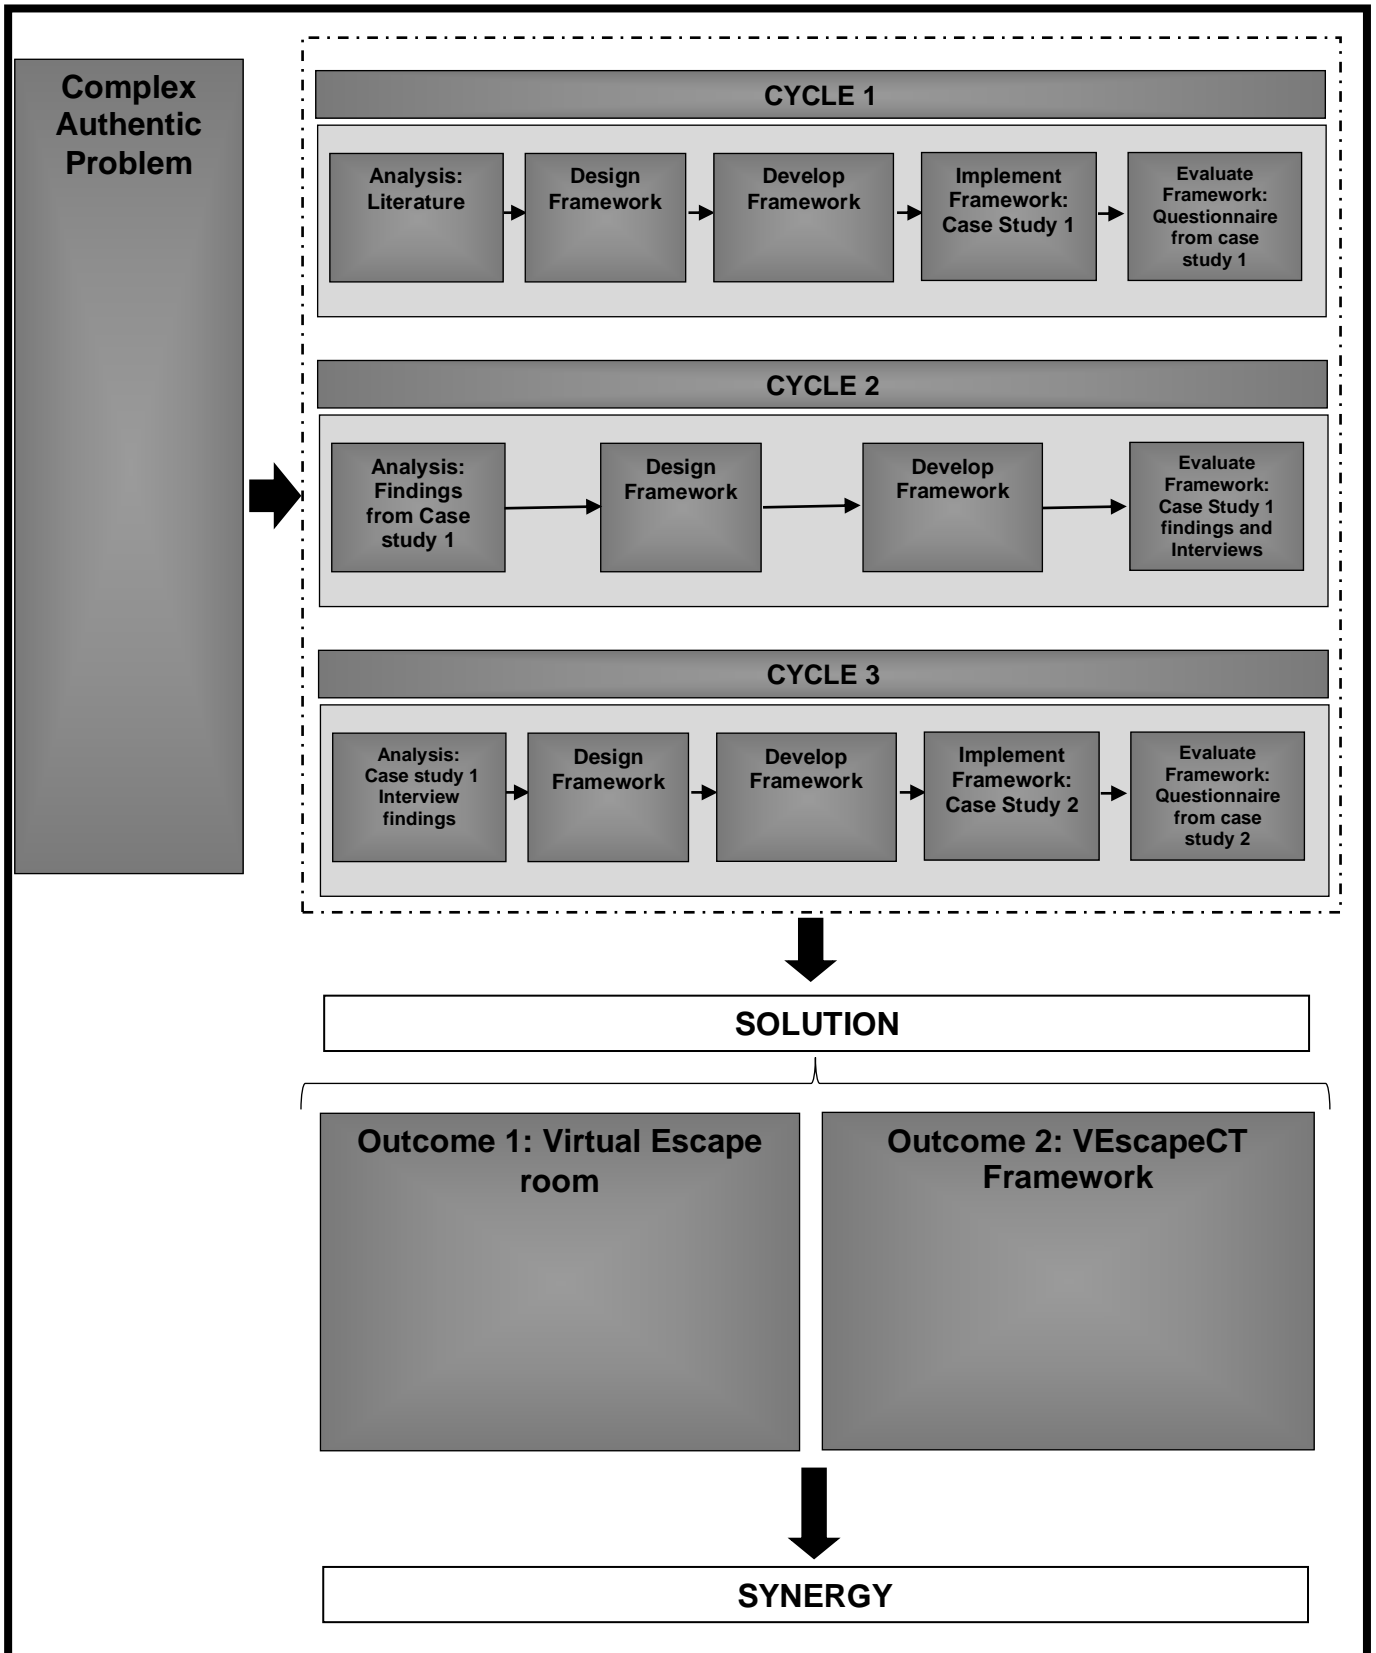 Complex
Authentic
Problem
CYCLE 1
Analysis:
Literature
Design
Framework
Develop
Framework
Implement
Framework:
Case Study 1
Evaluate
Framework:
Questionnaire
from case
study 1
CYCLE 2
Analysis:
Findings
from Case
study 1
Design
Framework
Develop
Framework
Evaluate
Framework:
Case Study 1
findings and
Interviews
CYCLE 3
Analysis:
Case study 1
Interview
findings
Design
Framework
Develop
Framework
Implement
Framework:
Case Study 2
Evaluate
Framework:
Questionnaire
from case
study 2
SOLUTION
Outcome 1: Virtual Escape
room
Outcome 2: VEscapeCT
Framework
SYNERGY